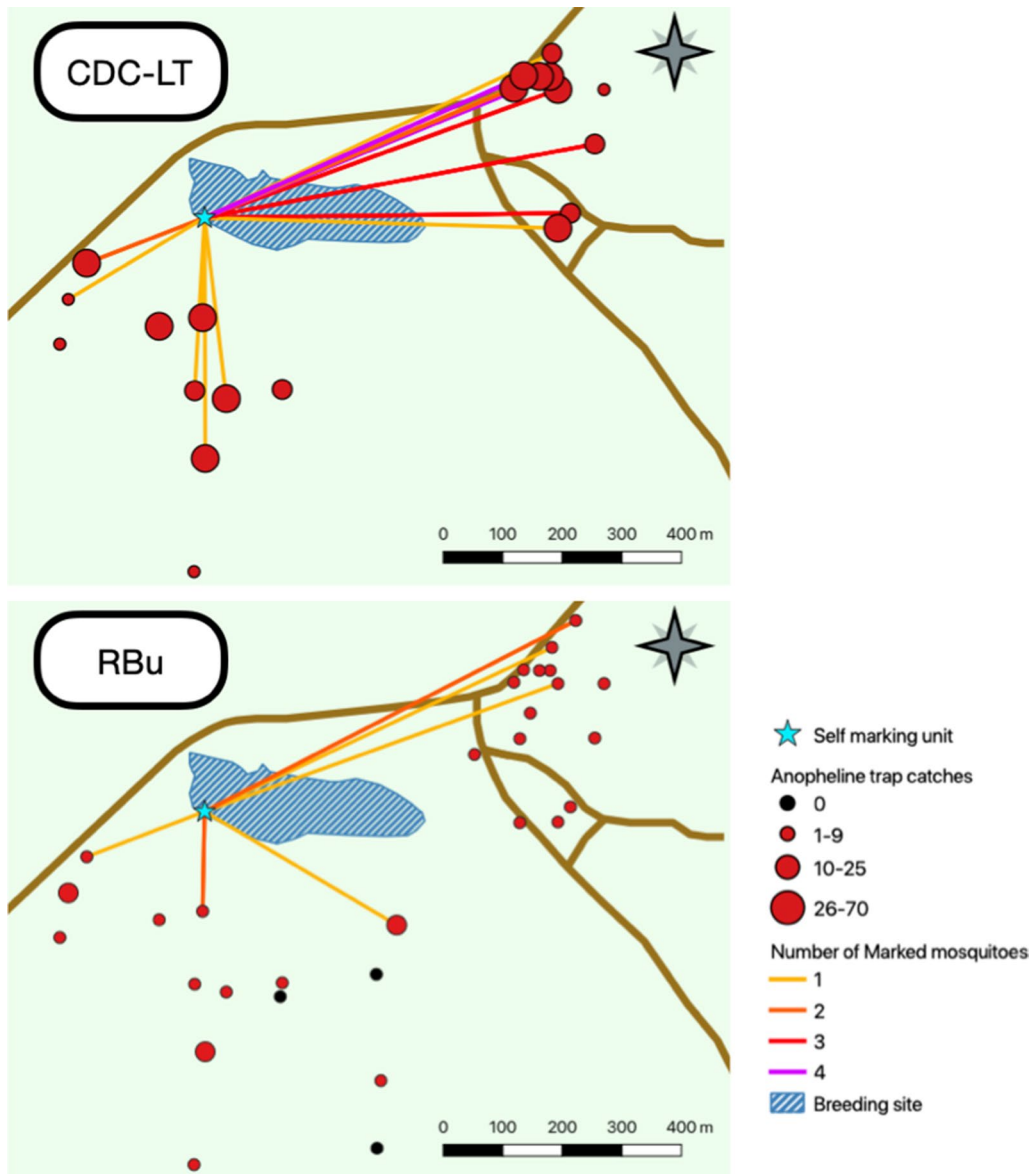 CDC-LT
0 100 200 300 400 m
RBu
Self marking unit
Anopheline trap catches
0
1-9
10-25
26-70
Number of Marked mosquitoes
1
2
3
4
Breeding site
0 100 200 300 400 m